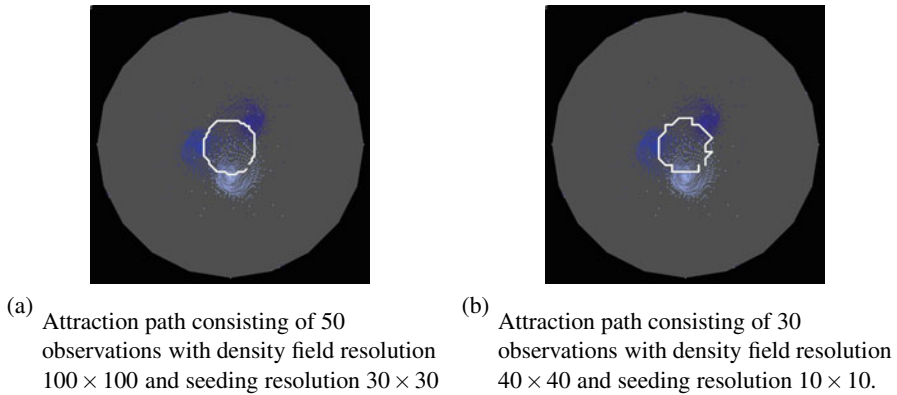 (a) Attraction path consisting of 50
observations with density field resolution
100 × 100 and seeding resolution 30 × 30
(b) Attraction path consisting of 30
observations with density field resolution
40 × 40 and seeding resolution 10 × 10.